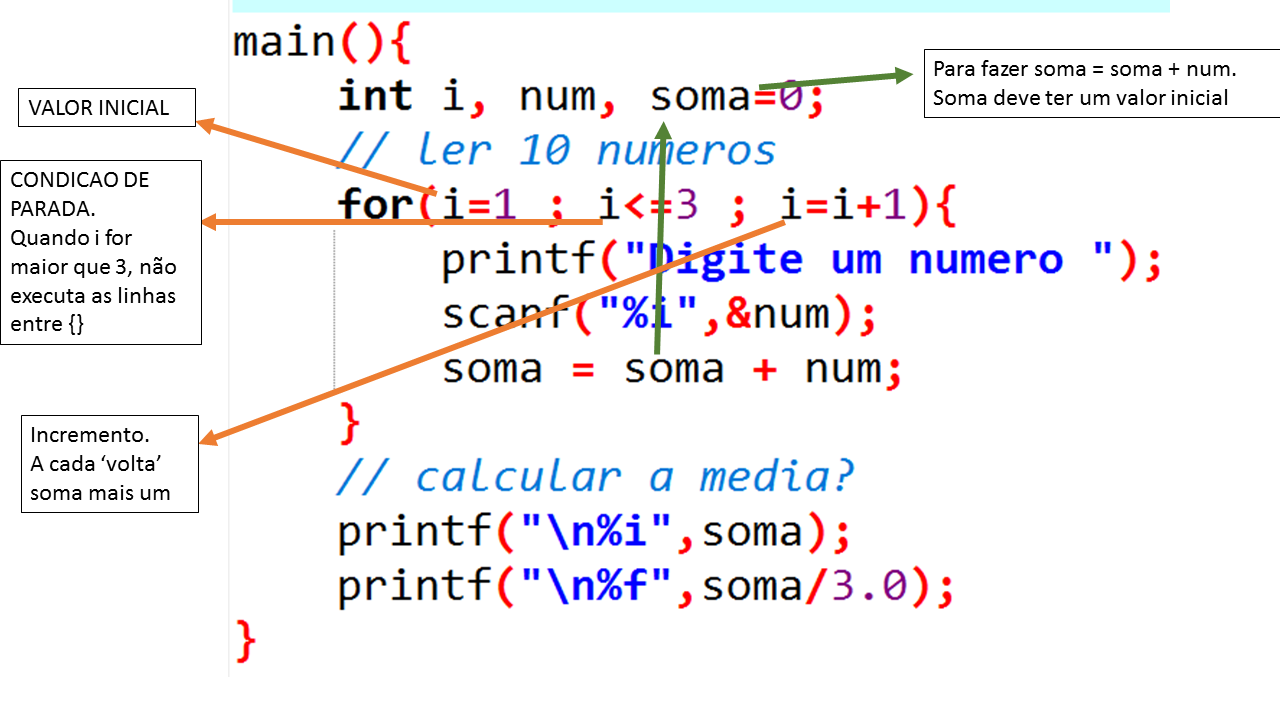 main(){
int i, num, soma=0;
// ler 10 numeros
for(i=1 ; i<=3 ; i=i+1){
printf("Digite um numero ");
scanf("%i",&num);
soma = soma + num;
}
// calcular a media?
printf("\n%i",soma);
printf("\n%f",soma/3.0);
}
Para fazer soma = soma + num.
Soma deve ter um valor inicial
VALOR INICIAL
CONDICAO DE
PARADA.
Quando i for
maior que 3, não
executa as linhas
entre {}
Incremento.
A cada ‘volta’
soma mais um